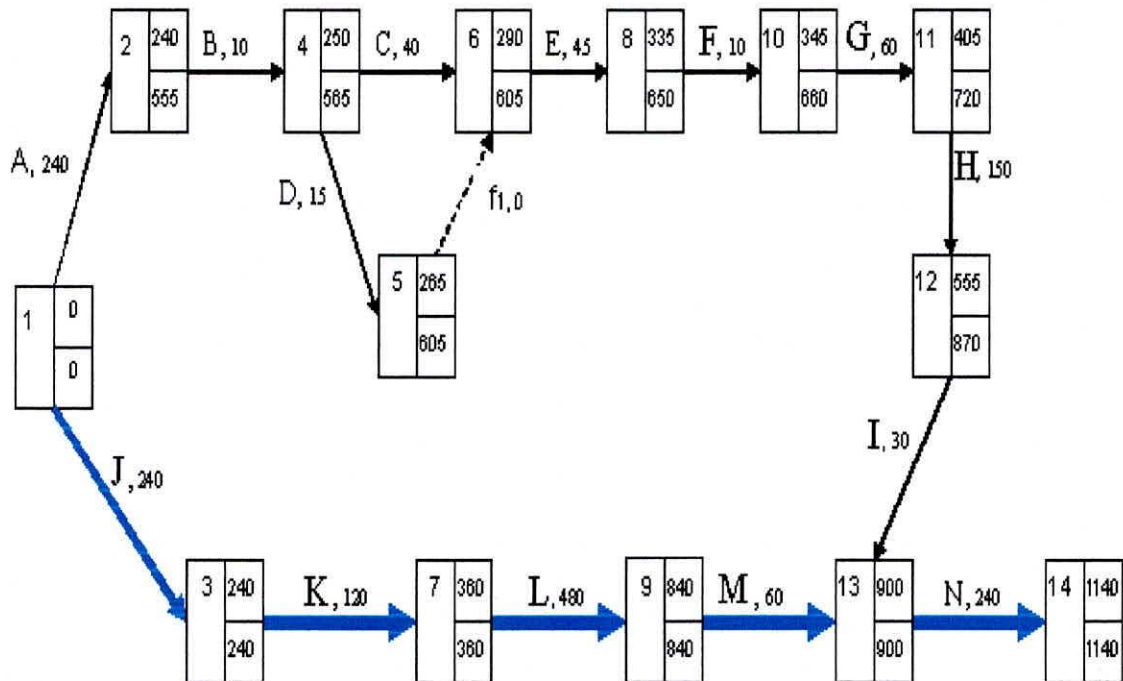 2 240 555
B, 10
4 250 565
C, 40
6 290 605
E, 45
8 335 650
F, 10
10 345 660
G, 60
11 405 720
A, 240
D, 15
f1, 0
H, 150
5 265 605
12 555 870
1 0 0
J, 240
I, 30
3 240 240
K, 120
7 360 360
L, 480
9 840 840
M, 60
13 900 900
N, 240
14 1140 1140